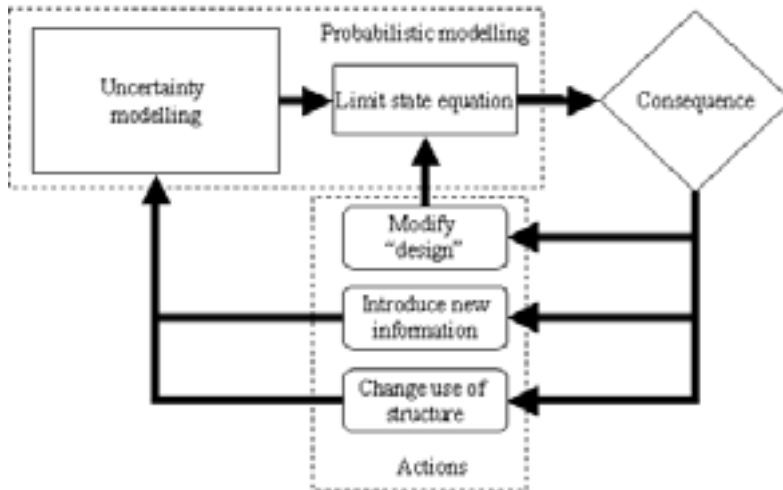 Probabilistic modelling
Uncertainty
modelling
Limit state equation
Consequence
Modify
“design”
Introduce new
information
Change use of
structure
Actions